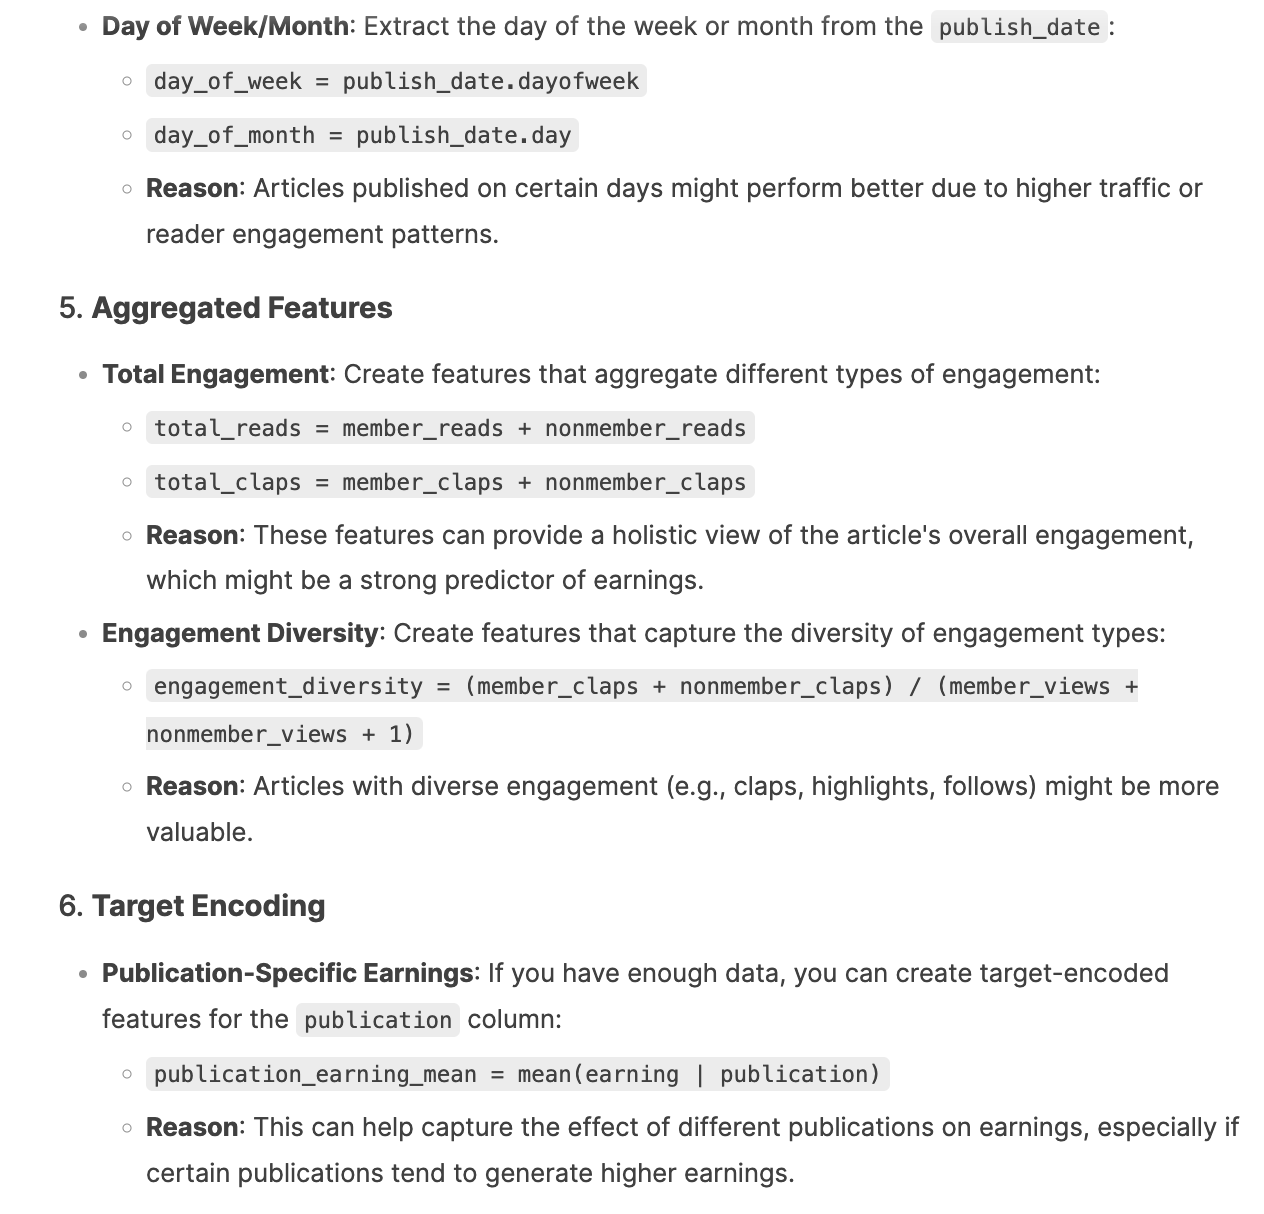 • Day of Week/Month: Extract the day of the week or month from the publish_date:
◦ day_of_week = publish_date.dayofweek
◦ day_of_month = publish_date.day
◦ Reason: Articles published on certain days might perform better due to higher traffic or
reader engagement patterns.
5. Aggregated Features
• Total Engagement: Create features that aggregate different types of engagement:
◦ total_reads = member_reads + nonmember_reads
◦ total_claps = member_claps + nonmember_claps
◦ Reason: These features can provide a holistic view of the article's overall engagement,
which might be a strong predictor of earnings.
• Engagement Diversity: Create features that capture the diversity of engagement types:
◦ engagement_diversity = (member_claps + nonmember_claps) / (member_views +
nonmember_views + 1)
◦ Reason: Articles with diverse engagement (e.g., claps, highlights, follows) might be more
valuable.
6. Target Encoding
• Publication-Specific Earnings: If you have enough data, you can create target-encoded
features for the publication column:
◦ publication_earning_mean = mean(earning | publication)
◦ Reason: This can help capture the effect of different publications on earnings, especially if
certain publications tend to generate higher earnings.